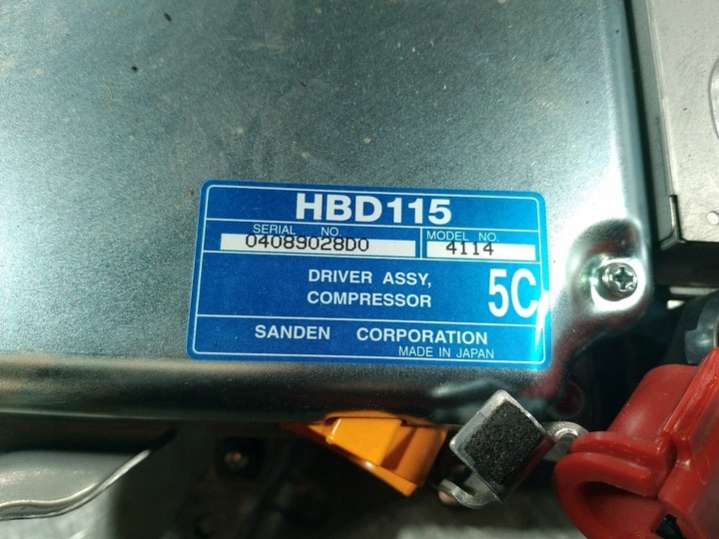 HBD115
SERIAL NO.
MODEL NO.
04089028D0
4114
DRIVER ASSY,
COMPRESSOR
5C
SANDEN CORPORATION
MADE IN JAPAN